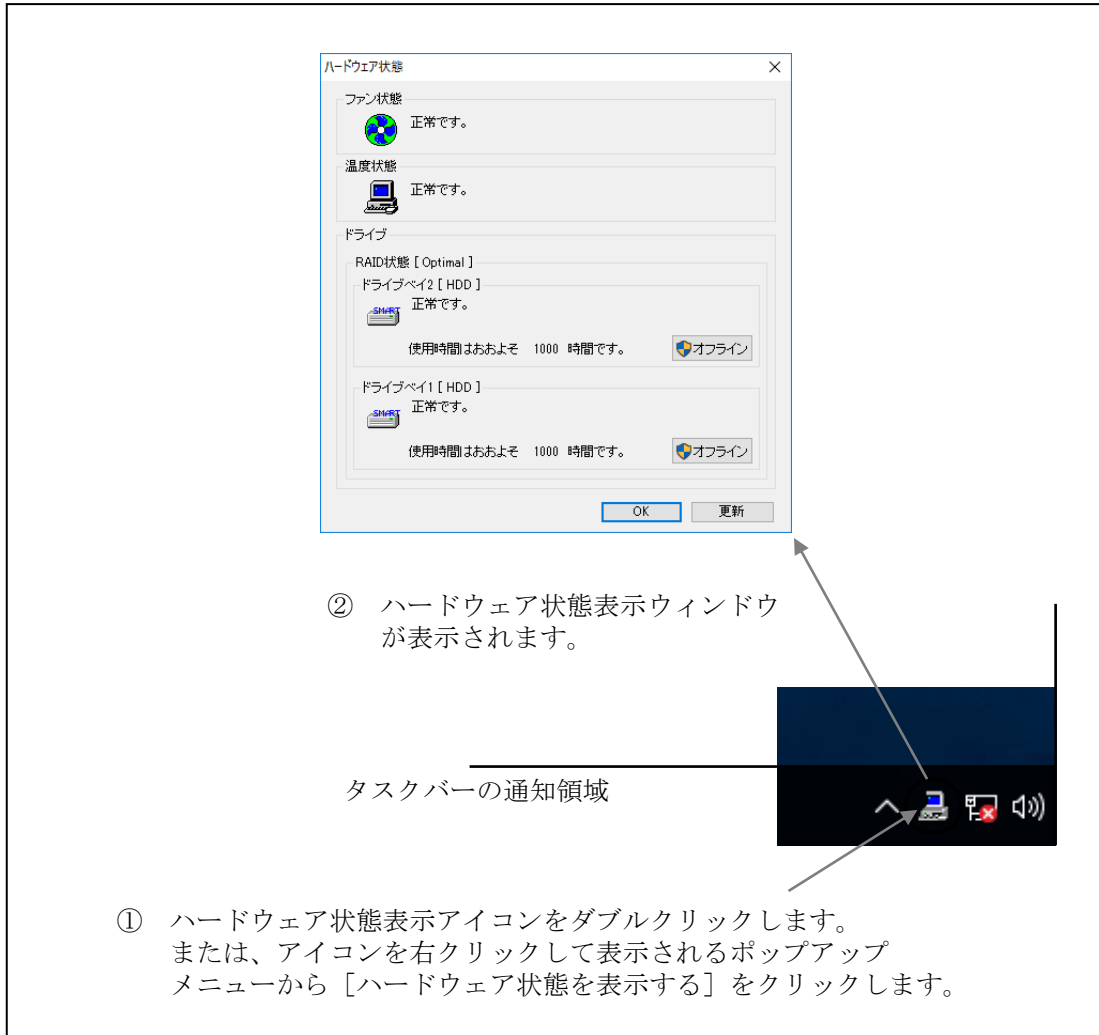 ハードウェア状態
ファン状態
正常です。
温度状態
正常です。
ドライブ
RAID状態 [ Optimal ]
ドライブベイ2 [ HDD ]
SMART
正常です。
使用時間はおおよそ 1000 時間です。
オフライン
ドライブベイ1 [ HDD ]
SMART
正常です。
使用時間はおおよそ 1000 時間です。
オフライン
OK
更新
② ハードウェア状態表示ウィンドウ
が表示されます。
タスクバーの通知領域
① ハードウェア状態表示アイコンをダブルクリックします。
または、アイコンを右クリックして表示されるポップアップ
メニューから［ハードウェア状態を表示する］をクリックします。